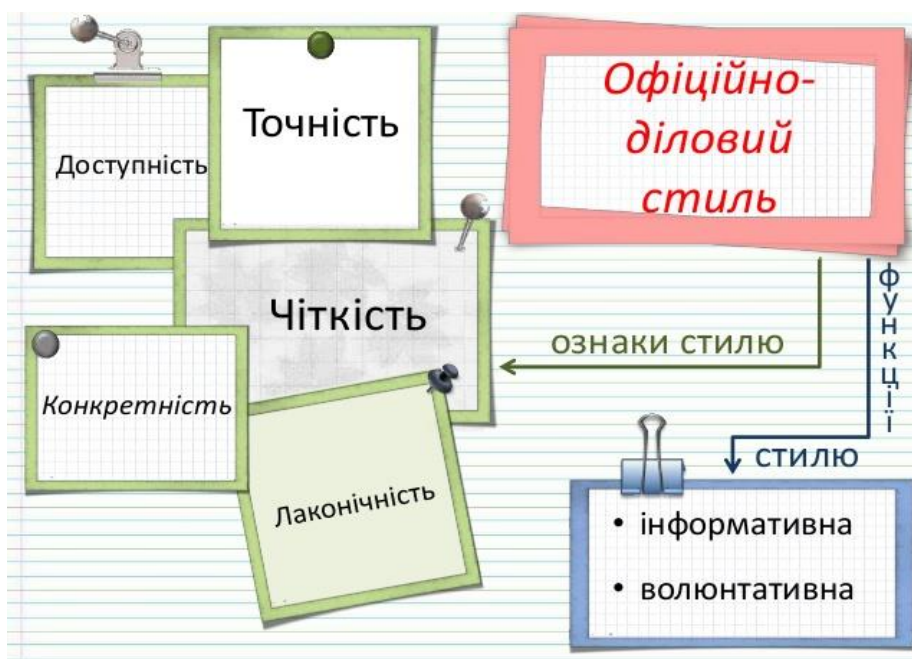 Доступність
Точність
Офіційно-
діловий
стиль
Чіткість
ознаки стилю
функції
стилю
Конкретність
Лаконічність
• інформативна
• волюнтативна